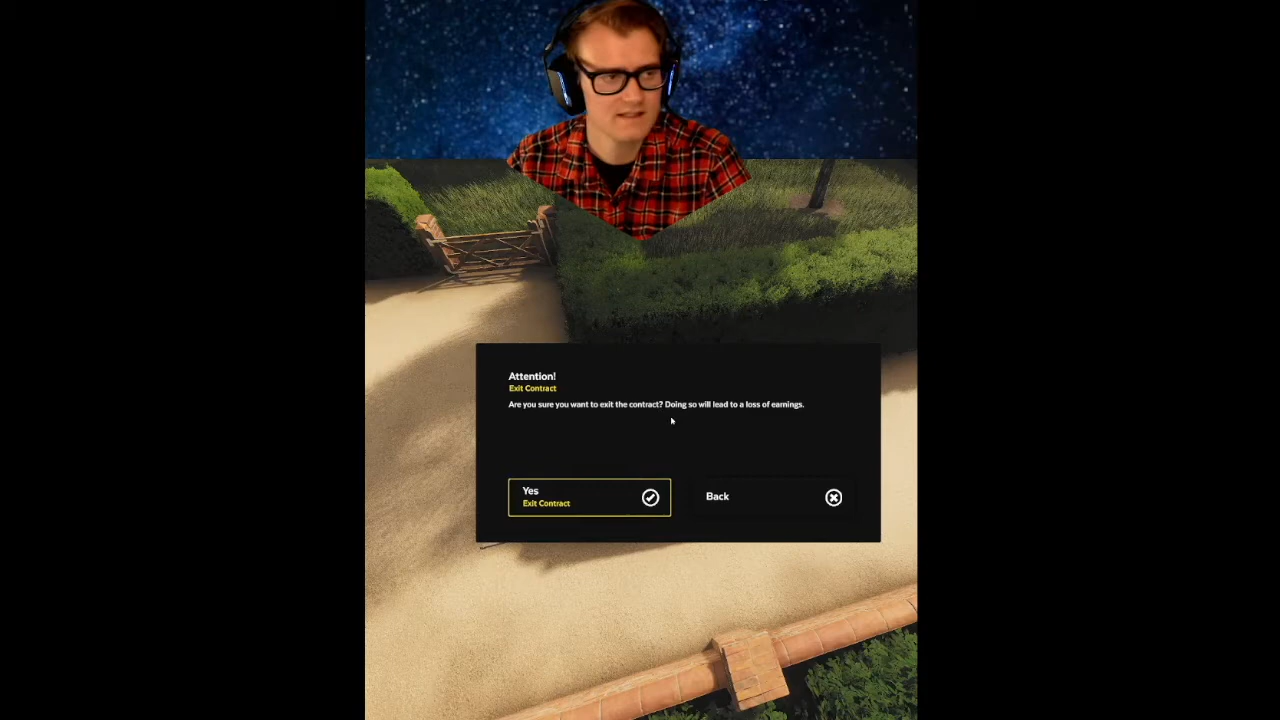 Attention!
Exit Contract
Are you sure you want to exit the contract? Doing so will lead to a loss of earnings.
Yes
Exit Contract
Back